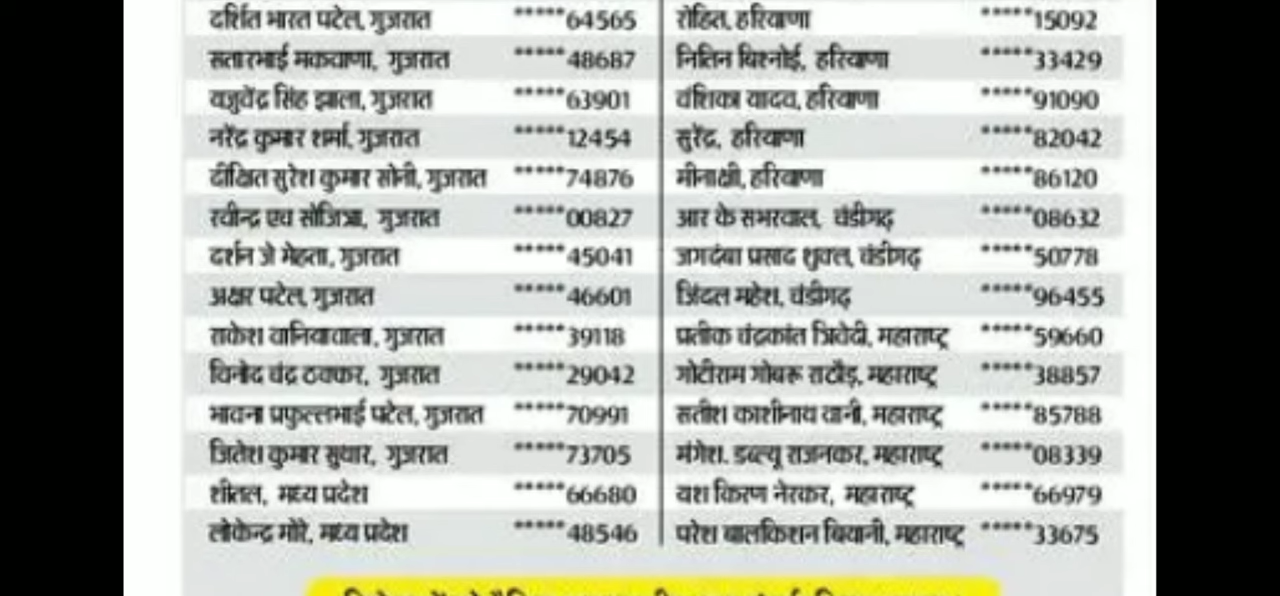 दर्शित भारत पटेल, गुजरात *****64565
सतारभाई मकवाणा, गुजरात *****48687
यजुवेंद्र सिंह झाला, गुजरात *****63901
नरेंद्र कुमार शर्मा, गुजरात *****12454
दीक्षित सुरेश कुमार सोनी, गुजरात *****74876
रवीन्द्र एच सोजित्रा, गुजरात *****00827
दर्शन जे मेहता, गुजरात *****45041
अक्षर पटेल, गुजरात *****46601
राकेश वानियावाला, गुजरात *****39118
विनोद चंद्र ठक्कर, गुजरात *****29042
भावना प्रफुल्लभाई पटेल, गुजरात *****70991
जितेश कुमार सुथार, गुजरात *****73705
शीतल, मध्य प्रदेश *****66680
लोकेन्द्र मोरे, मध्य प्रदेश *****48546
रोहित, हरियाणा *****15092
नितिन बिश्नोई, हरियाणा *****33429
वंशिका यादव, हरियाणा *****91090
सुरेंद्र, हरियाणा *****82042
मीनाक्षी, हरियाणा *****86120
आर के सभरवाल, चंडीगढ़ *****08632
जगदंबा प्रसाद शुक्ल, चंडीगढ़ *****50778
जिंदल महेश, चंडीगढ़ *****96455
प्रतीक चंद्रकांत त्रिवेदी, महाराष्ट्र *****59660
गोटीराम गोबरू राठौड़, महाराष्ट्र *****38857
सतीश काशीनाथ वानी, महाराष्ट्र *****85788
मंगेश. डब्ल्यू राजनकर, महाराष्ट्र *****08339
यश किरण नेरकर, महाराष्ट्र *****66979
परेश बालकिशन बियानी, महाराष्ट्र *****33675